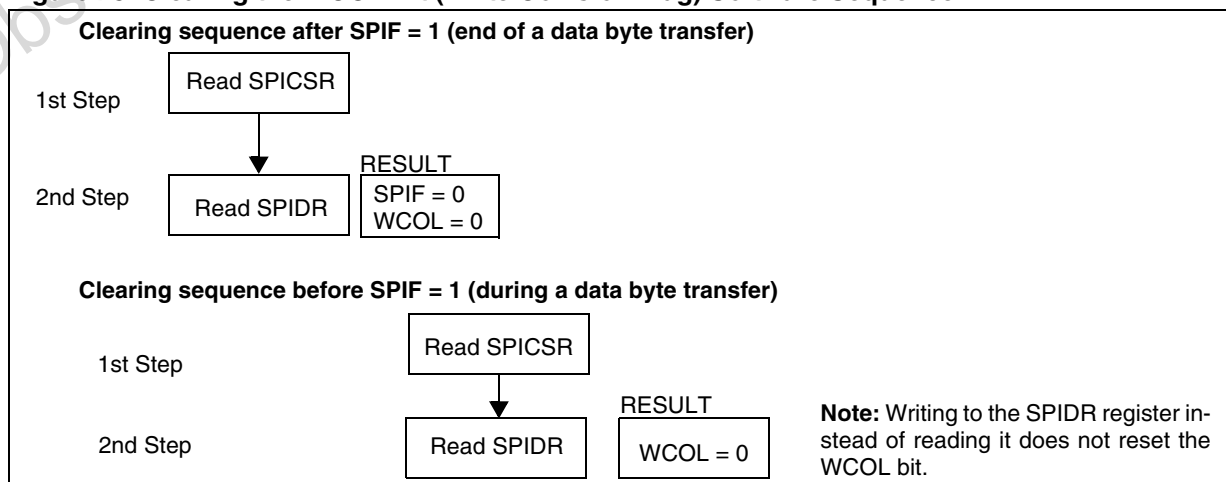 Clearing sequence after SPIF = 1 (end of a data byte transfer)
1st Step
Read SPICSR
RESULT
2nd Step
Read SPIDR
SPIF = 0
WCOL = 0
Clearing sequence before SPIF = 1 (during a data byte transfer)
1st Step
Read SPICSR
RESULT
2nd Step
Read SPIDR
WCOL = 0
Note: Writing to the SPIDR register in-
stead of reading it does not reset the
WCOL bit.